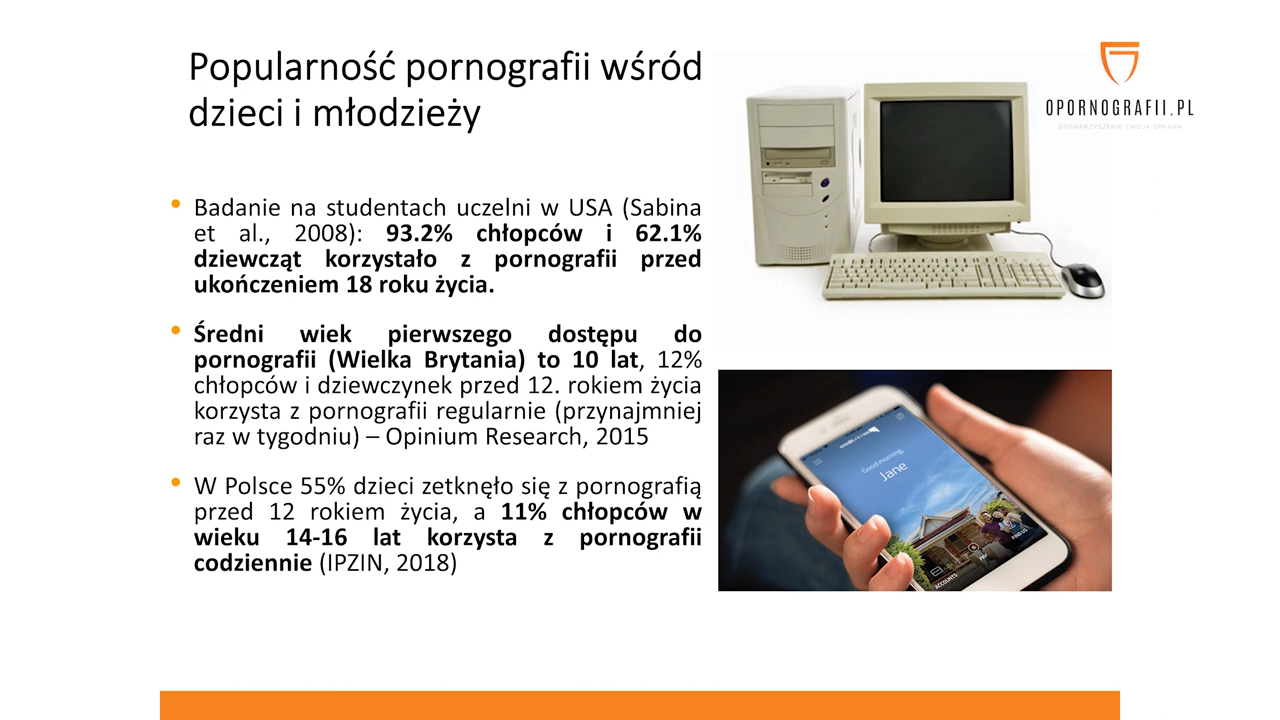 Popularność pornografii wśród
dzieci i młodzieży
OPORNOGRAFII.PL
STOWARZYSZENIE TWOJA SPRAWA
• Badanie na studentach uczelni w USA (Sabina
et al., 2008): 93.2% chłopców i 62.1%
dziewcząt korzystało z pornografii przed
ukończeniem 18 roku życia.
• Średni wiek pierwszego dostępu do
pornografii (Wielka Brytania) to 10 lat, 12%
chłopców i dziewczynek przed 12. rokiem życia
korzysta z pornografii regularnie (przynajmniej
raz w tygodniu) – Opinium Research, 2015
• W Polsce 55% dzieci zetknęło się z pornografią
przed 12 rokiem życia, a 11% chłopców w
wieku 14-16 lat korzysta z pornografii
codziennie (IPZIN, 2018)
Good morning,
Jane
ACCOUNTS
PAY
FIND US